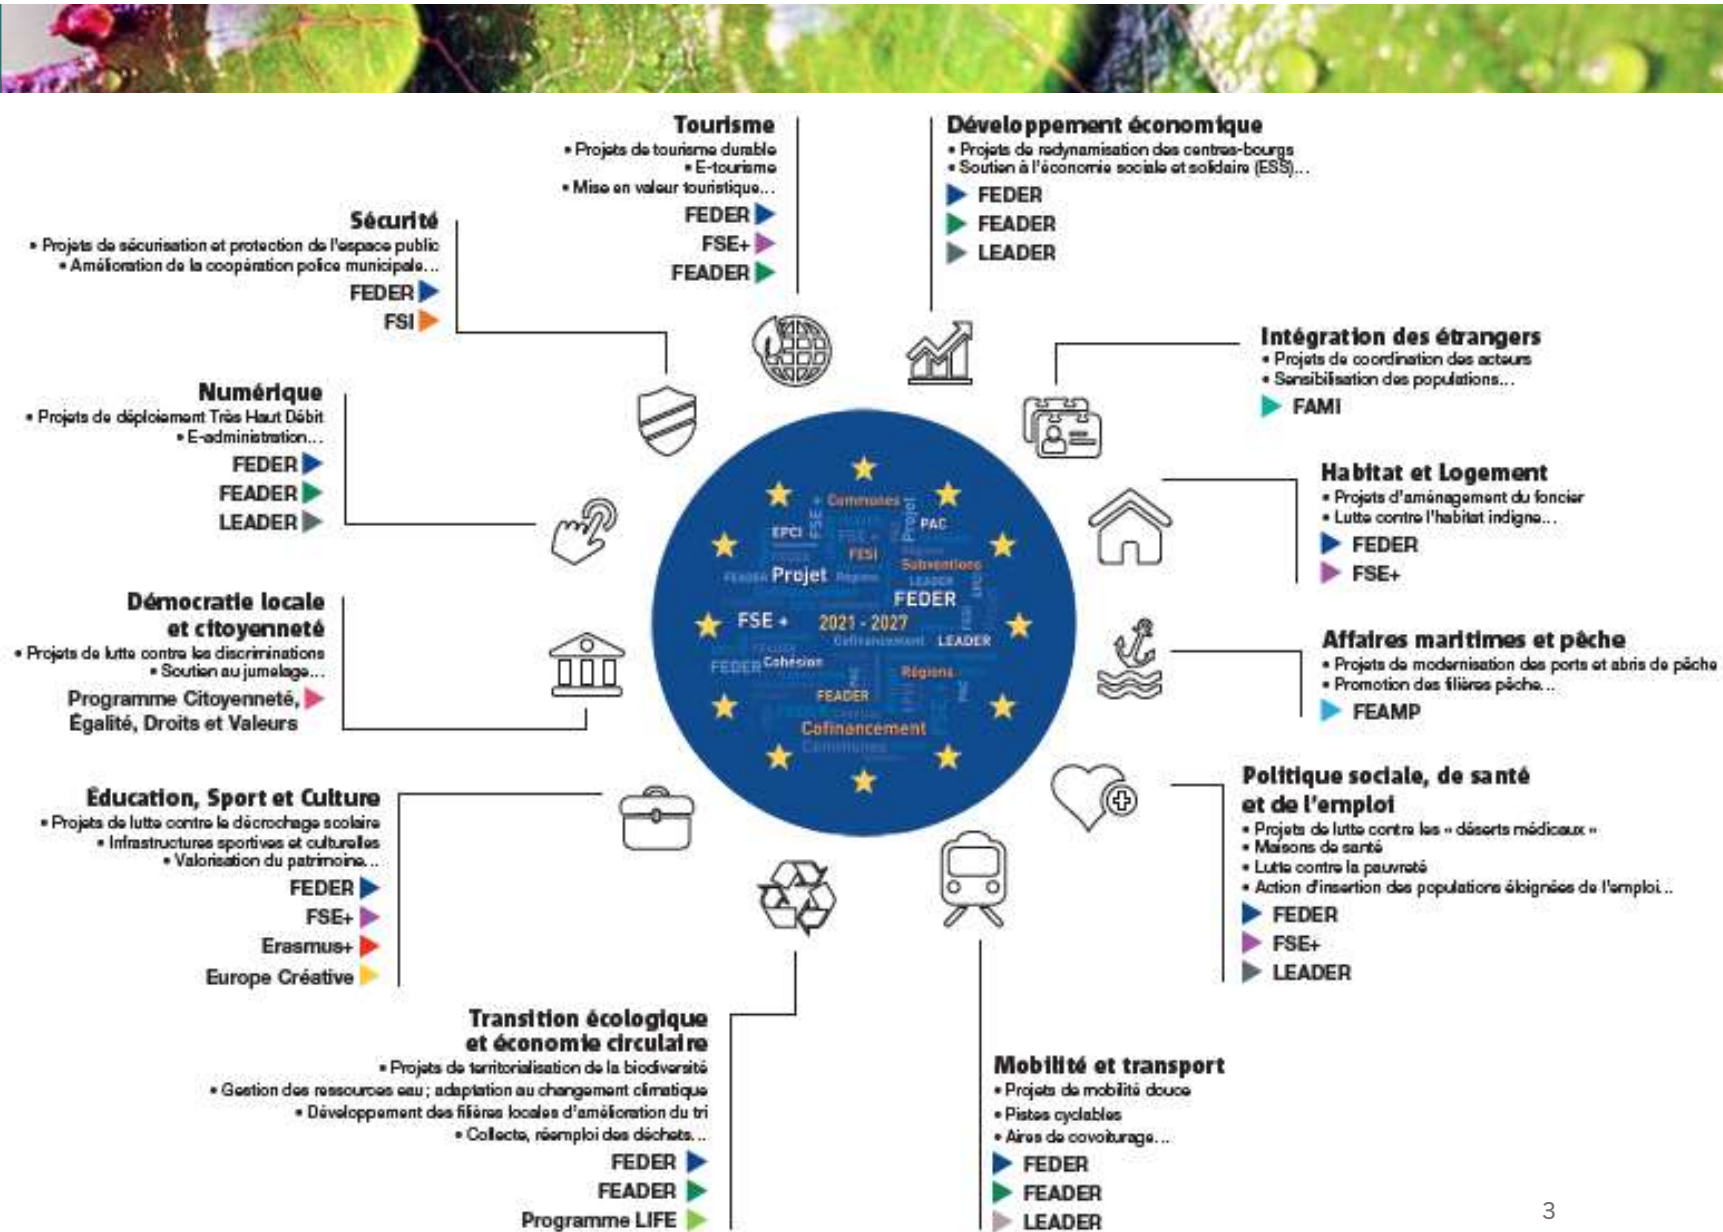 Tourisme
• Projets de tourisme durable
• E-tourisme
• Mise en valeur touristique...
FEDER
FSE+
FEADER
Développement économique
• Projets de redynamisation des centres-bourgs
• Soutien à l'économie sociale et solidaire (ESS)...
FEDER
FEADER
LEADER
Sécurité
• Projets de sécurisation et protection de l'espace public
• Amélioration de la coopération police municipale...
FEDER
FSI
Intégration des étrangers
• Projets de coordination des acteurs
• Sensibilisation des populations...
FAMI
Numérique
• Projets de déploiement Très Haut Débit
• E-administration...
FEDER
FEADER
LEADER
Habitat et Logement
• Projets d'aménagement du foncier
• Lutte contre l'habitat indigne...
FEDER
FSE+
Communes
FSE +
Projet
PAC
EPCI
FSE +
FESI
Subventions
FEADER
Projet
Régions
LEADER
FEDER
FSE +
2021 - 2027
Cofinancement
LEADER
FEDER
Cohésion
Régions
PAC
FEADER
Cofinancement
Communes
Démocratie locale
et citoyenneté
• Projets de lutte contre les discriminations
• Soutien au jumelage...
Programme Citoyenneté,
Égalité, Droits et Valeurs
Affaires maritimes et pêche
• Projets de modernisation des ports et abris de pêche
• Promotion des filières pêche...
FEAMP
Éducation, Sport et Culture
• Projets de lutte contre le décrochage scolaire
• Infrastructures sportives et culturelles
• Valorisation du patrimoine...
FEDER
FSE+
Erasmus+
Europe Créative
Politique sociale, de santé
et de l'emploi
• Projets de lutte contre les « déserts médicaux »
• Maisons de santé
• Lutte contre la pauvreté
• Action d'insertion des populations éloignées de l'emploi...
FEDER
FSE+
LEADER
Transition écologique
et économie circulaire
• Projets de territorialisation de la biodiversité
• Gestion des ressources eau ; adaptation au changement climatique
• Développement des filières locales d'amélioration du tri
• Collecte, réemploi des déchets...
FEDER
FEADER
Programme LIFE
Mobilité et transport
• Projets de mobilité douce
• Pistes cyclables
• Aires de covoiturage...
FEDER
FEADER
LEADER
3